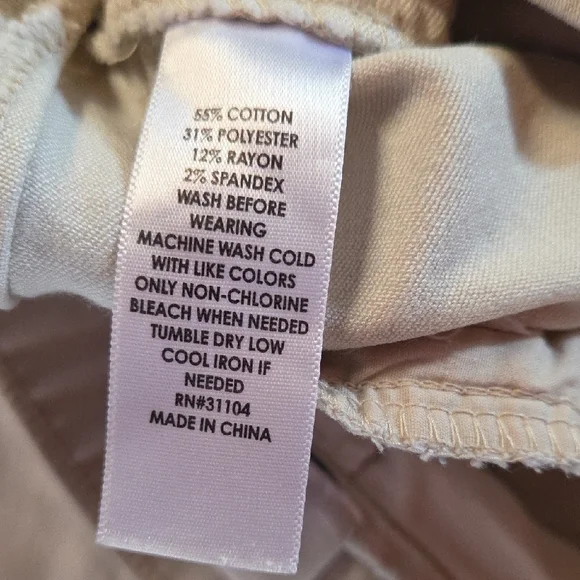 55% COTTON
31% POLYESTER
12% RAYON
2% SPANDEX
WASH BEFORE
WEARING
MACHINE WASH COLD
WITH LIKE COLORS
ONLY NON-CHLORINE
BLEACH WHEN NEEDED
TUMBLE DRY LOW
COOL IRON IF
NEEDED
RN#31104
MADE IN CHINA